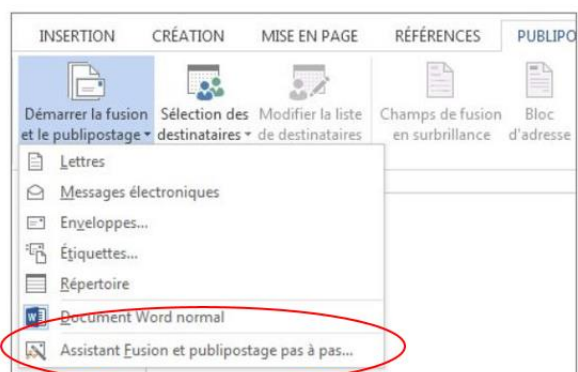 INSERTION CRÉATION MISE EN PAGE RÉFÉRENCES PUBLIPO
Démarrer la fusion Sélection des Modifier la liste Champs de fusion Bloc
et le publipostage destinataires de destinataires en surbrillance d'adresse
Lettres
Messages électroniques
Enveloppes...
Étiquettes...
Répertoire
Document Word normal
Assistant Fusion et publipostage pas à pas...